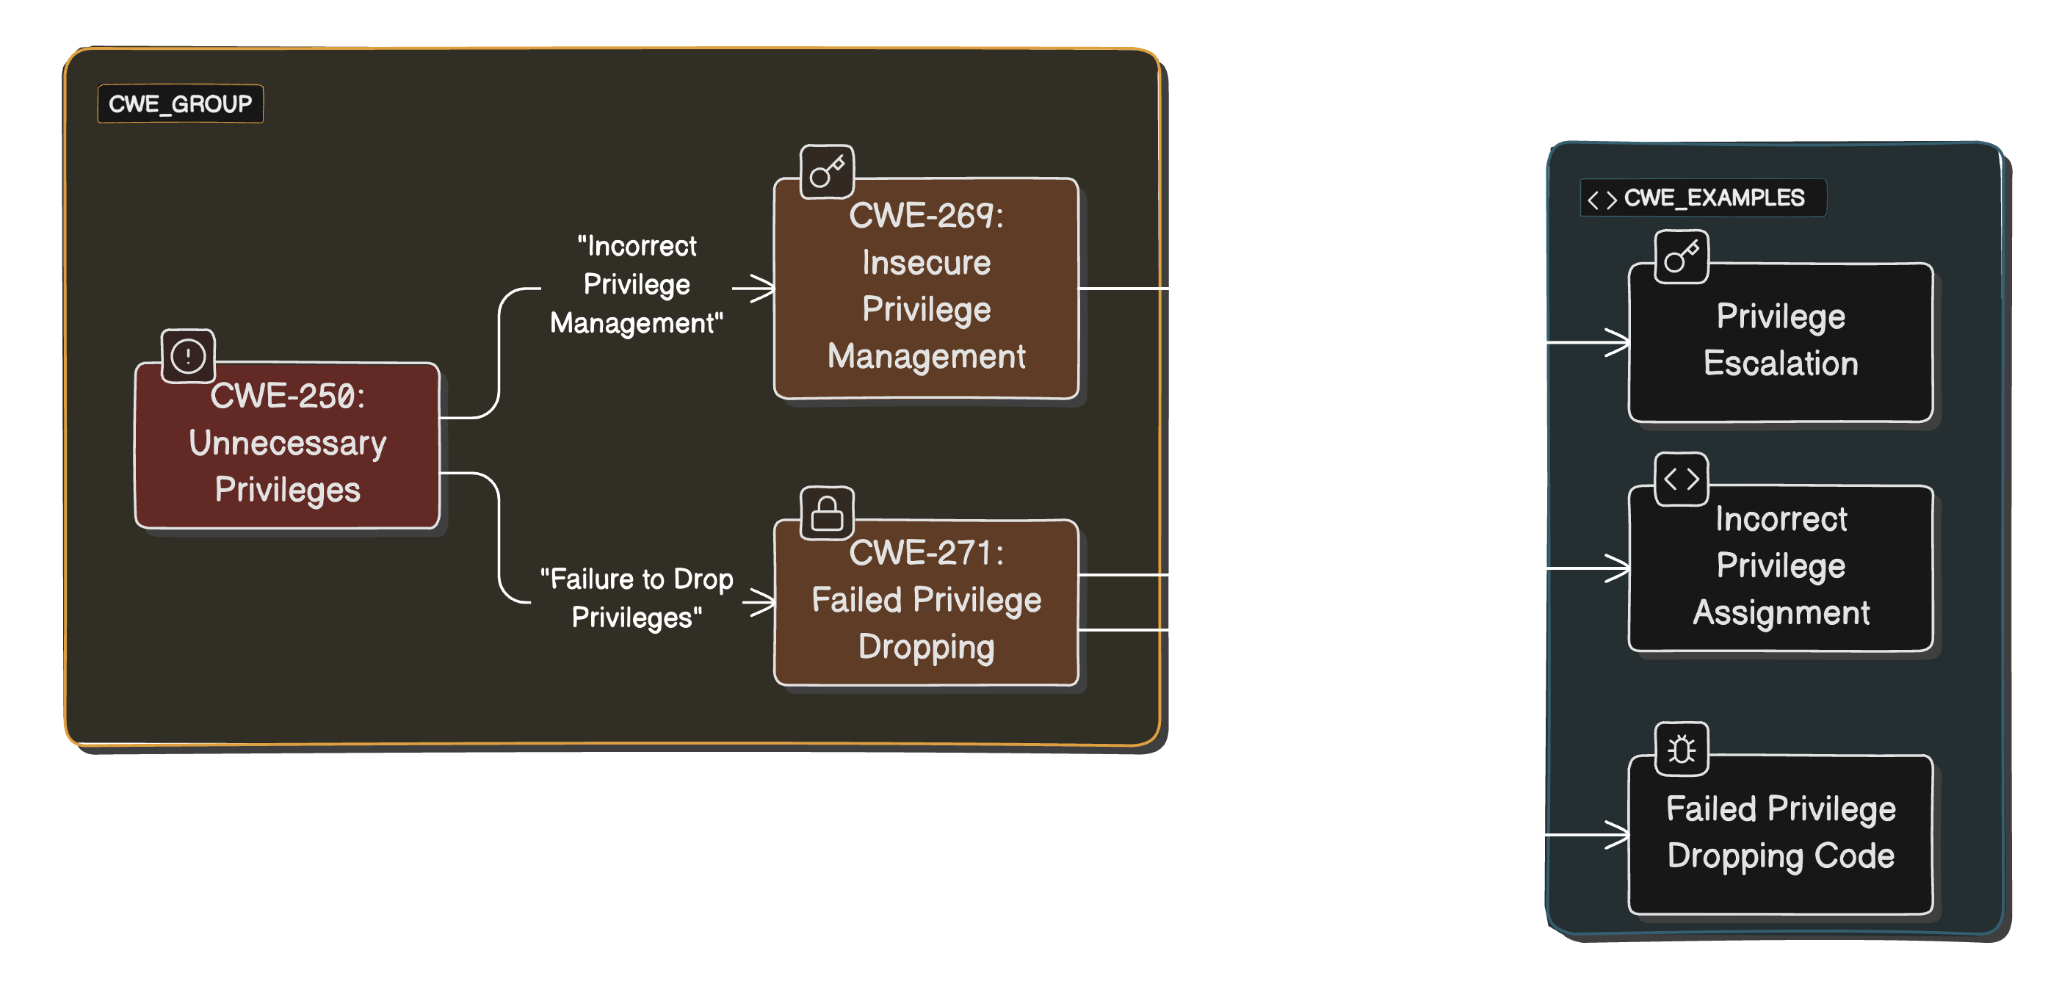 CWE_GROUP
CWE-250:
Unnecessary
Privileges
"Incorrect
Privilege
Management"
"Failure to Drop
Privileges"
CWE-269:
Insecure
Privilege
Management
CWE-271:
Failed Privilege
Dropping
CWE_EXAMPLES
Privilege
Escalation
Incorrect
Privilege
Assignment
Failed Privilege
Dropping Code